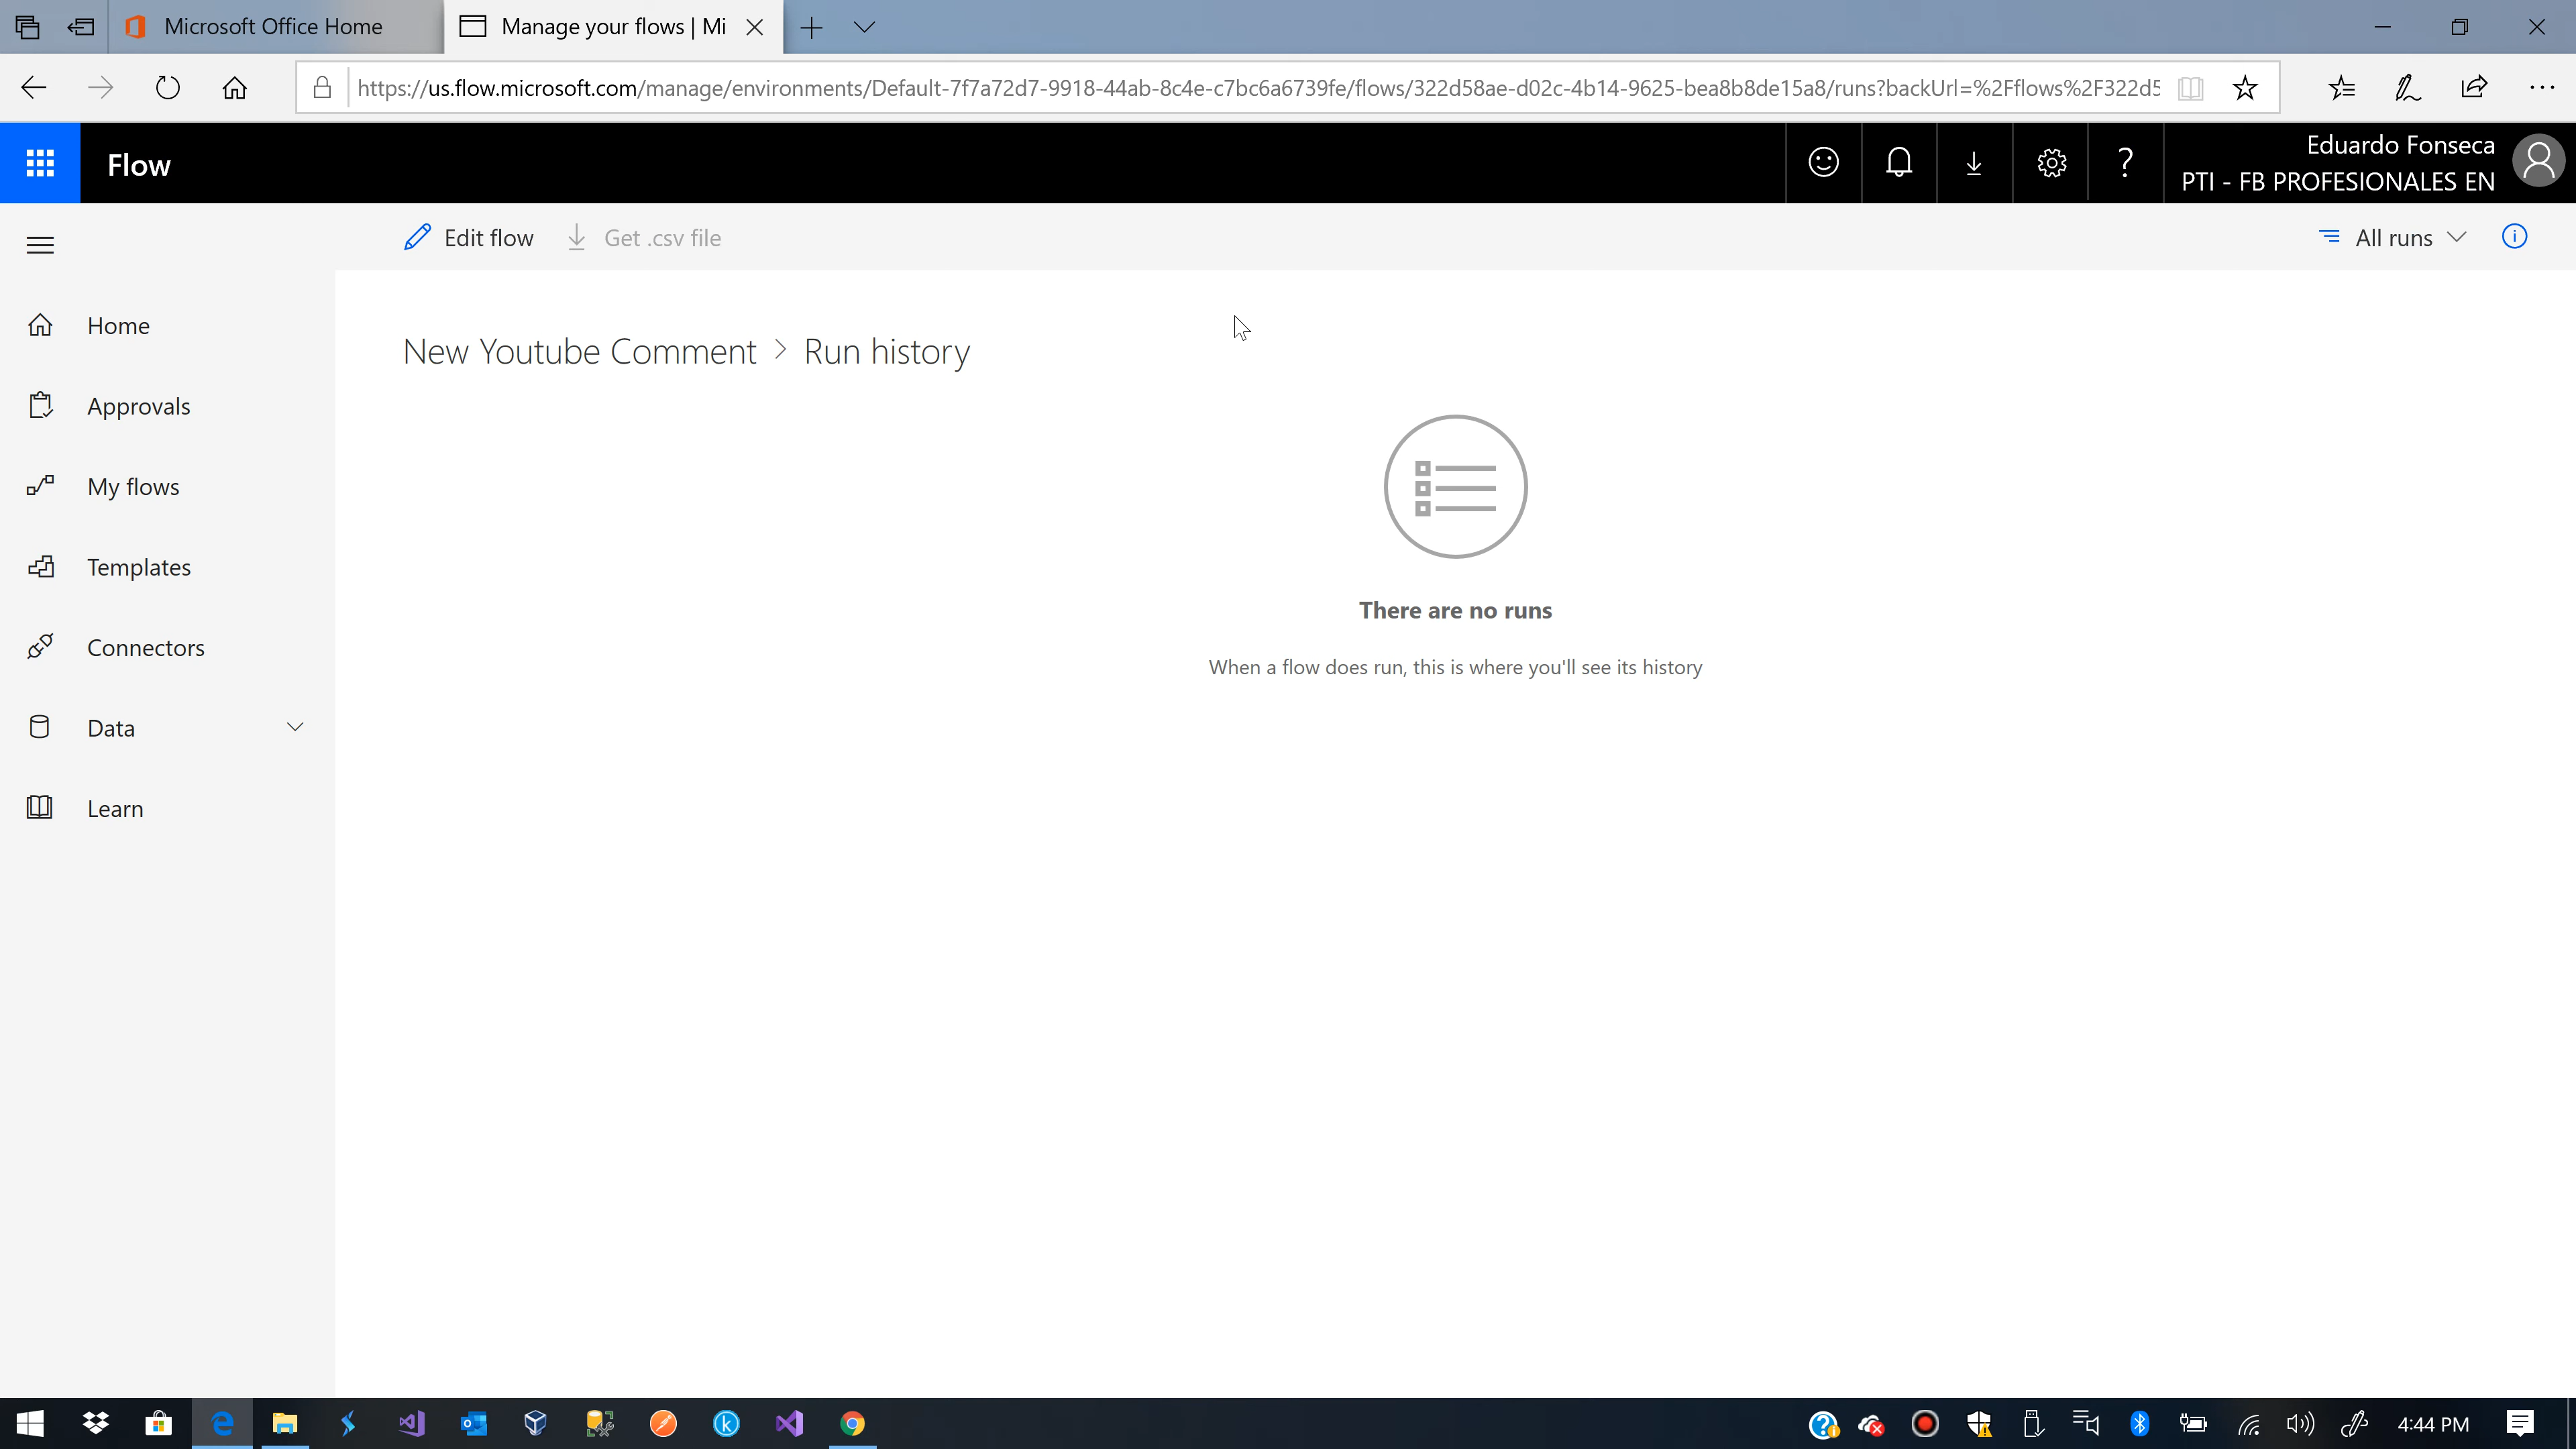 Microsoft Office Home
Manage your flows | Mi
https://us.flow.microsoft.com/manage/environments/Default-7f7a72d7-9918-44ab-8c4e-c7bc6a6739fe/flows/322d58ae-d02c-4b14-9625-bea8b8de15a8/runs?backUrl=%2Fflows%2F322d5
Flow
Eduardo Fonseca
PTI - FB PROFESIONALES EN
Edit flow
Get .csv file
All runs
Home
Approvals
My flows
Templates
Connectors
Data
Learn
New Youtube Comment > Run history
There are no runs
When a flow does run, this is where you'll see its history
4:44 PM